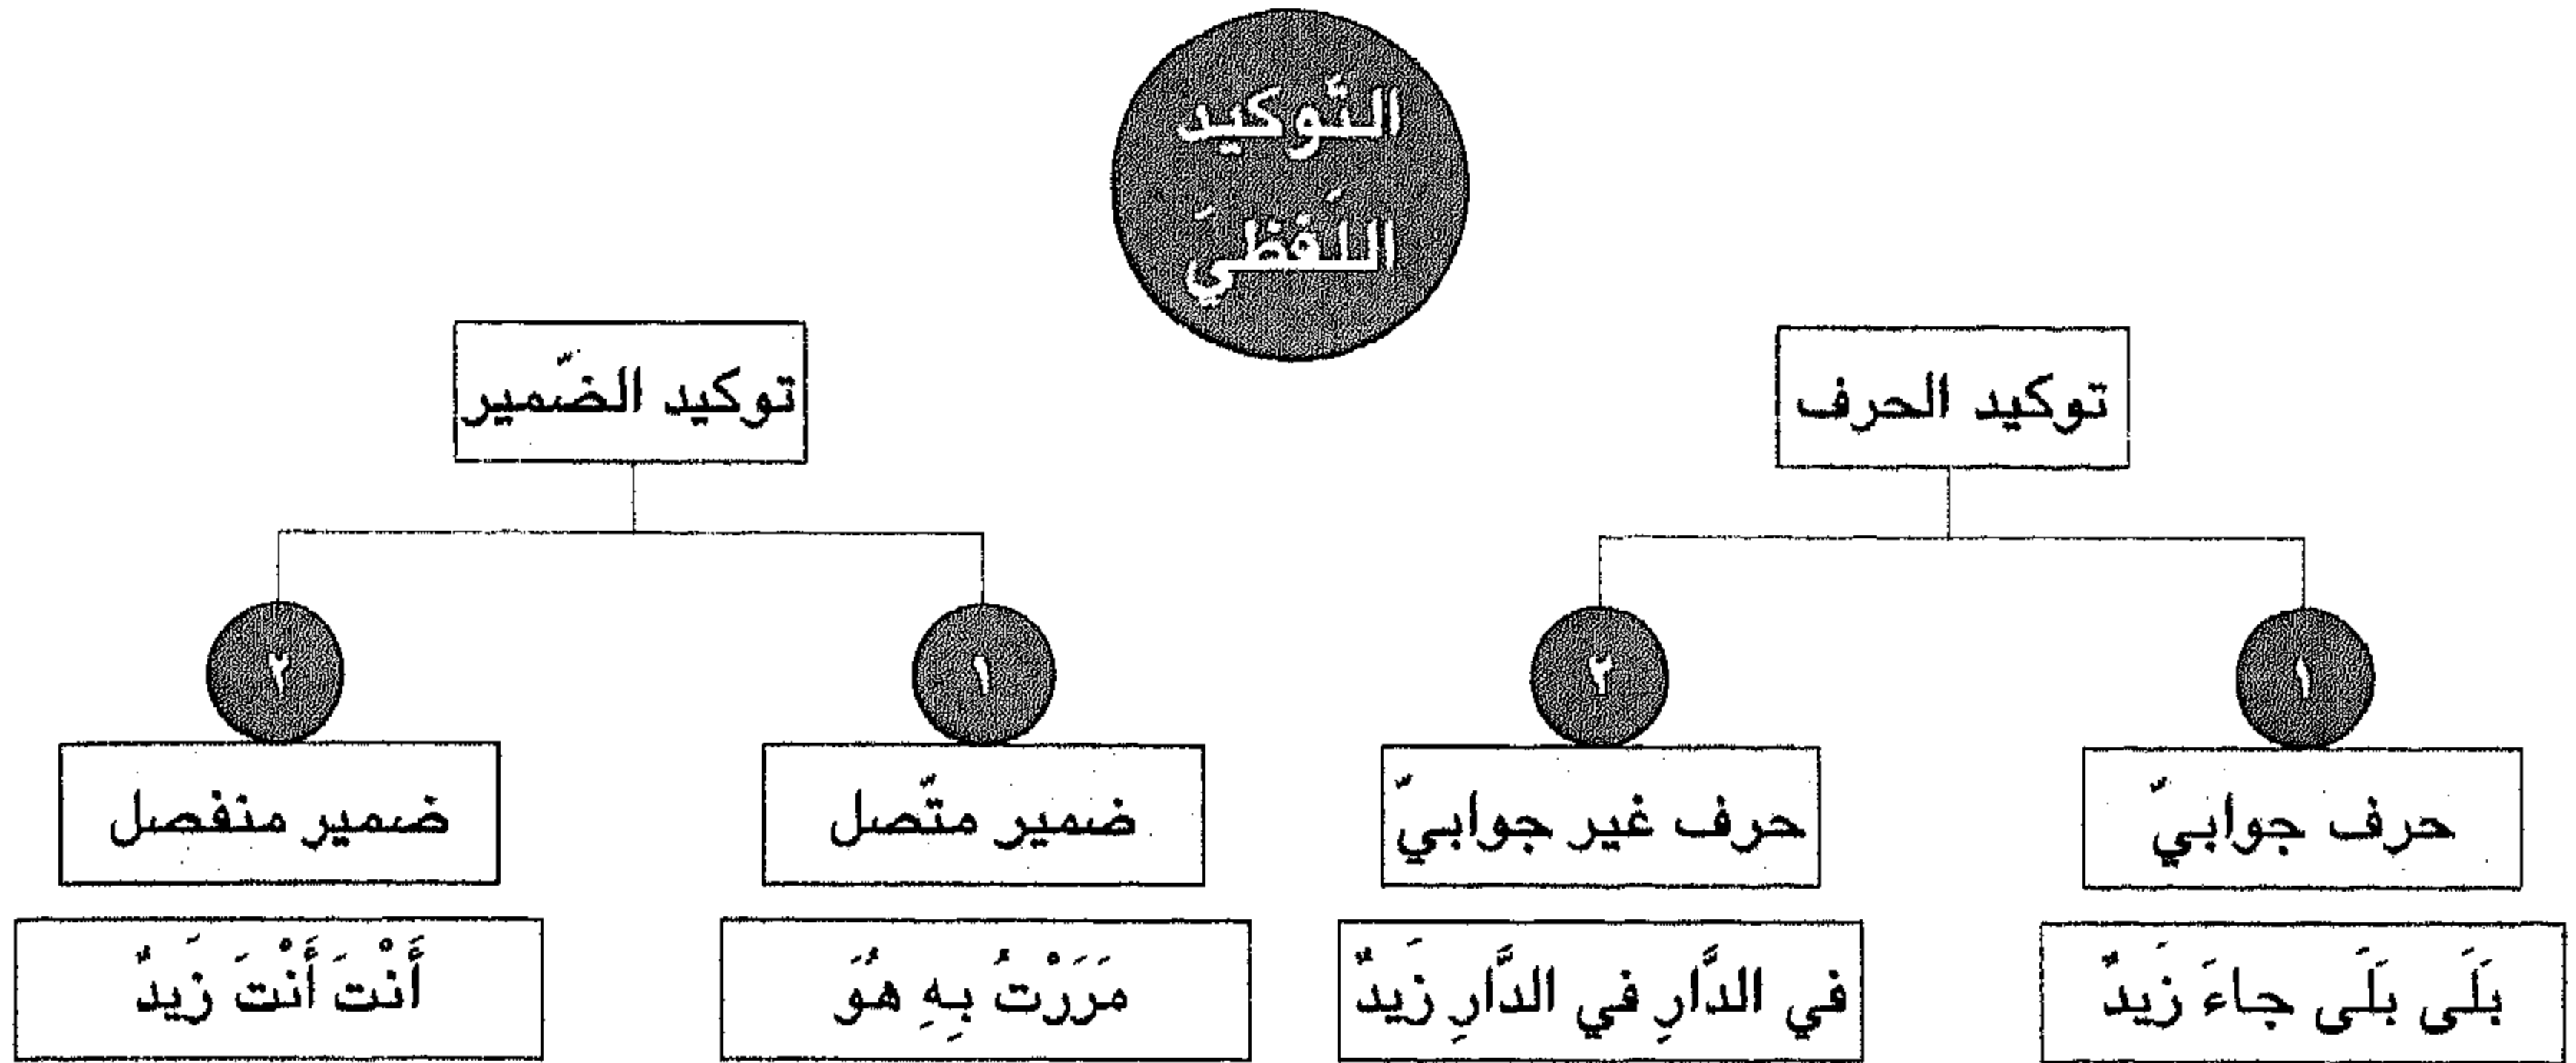 التّوكيد
اللَفْظيّ
توكيد الحرف
توكيد الضّمير
١
٢
١
٢
حرف جوابيّ
حرف غير جوابيّ
ضمير متّصل
ضمير منفصل
بَلَى بَلَى جاءَ زَيدٌ
في الدَّارِ في الدَّارِ زَيدٌ
مَرَرْتُ بِهِ هُوَ
أَنْتَ أَنْتَ زَيدٌ